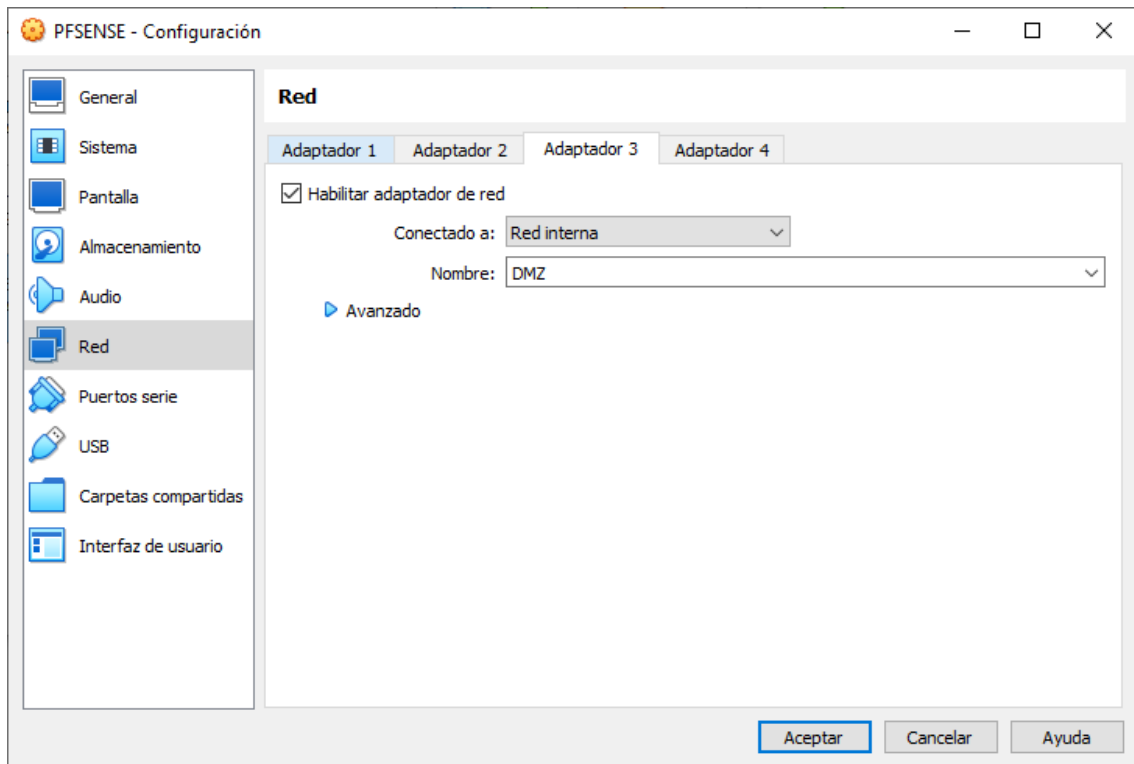 PFSENSE - Configuración
General
Sistema
Pantalla
Almacenamiento
Audio
Red
Puertos serie
USB
Carpetas compartidas
Interfaz de usuario
Red
Adaptador 1 Adaptador 2 Adaptador 3 Adaptador 4
Habilitar adaptador de red
Conectado a: Red interna
Nombre: DMZ
Avanzado
Aceptar Cancelar Ayuda